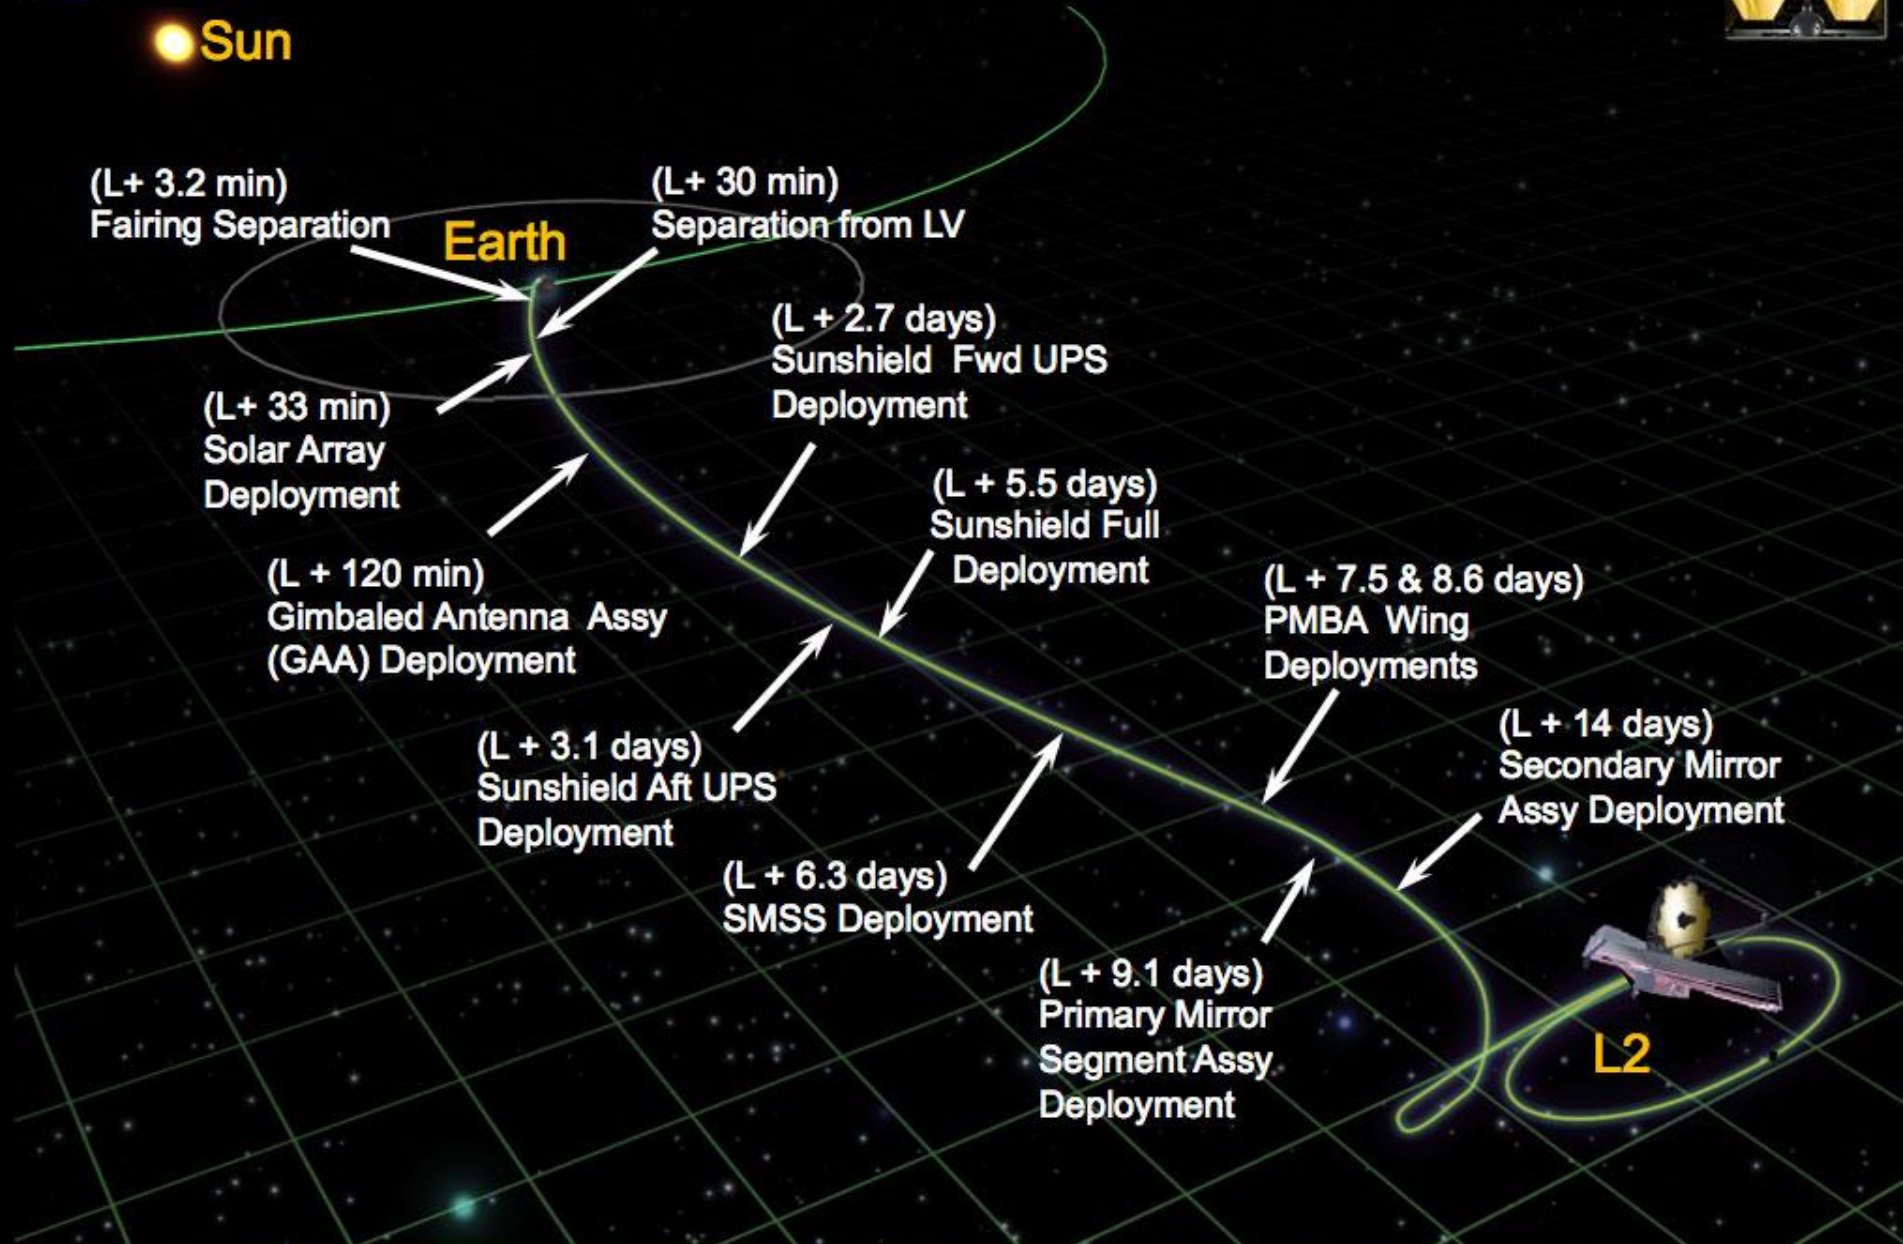 Sun
(L+ 3.2 min)
Fairing Separation
Earth
(L+ 30 min)
Separation from LV
(L+ 33 min)
Solar Array
Deployment
(L + 2.7 days)
Sunshield Fwd UPS
Deployment
(L + 120 min)
Gimbaled Antenna Assy
(GAA) Deployment
(L + 5.5 days)
Sunshield Full
Deployment
(L + 3.1 days)
Sunshield Aft UPS
Deployment
(L + 7.5 & 8.6 days)
PMBA Wing
Deployments
(L + 6.3 days)
SMSS Deployment
(L + 14 days)
Secondary Mirror
Assy Deployment
(L + 9.1 days)
Primary Mirror
Segment Assy
Deployment
L2